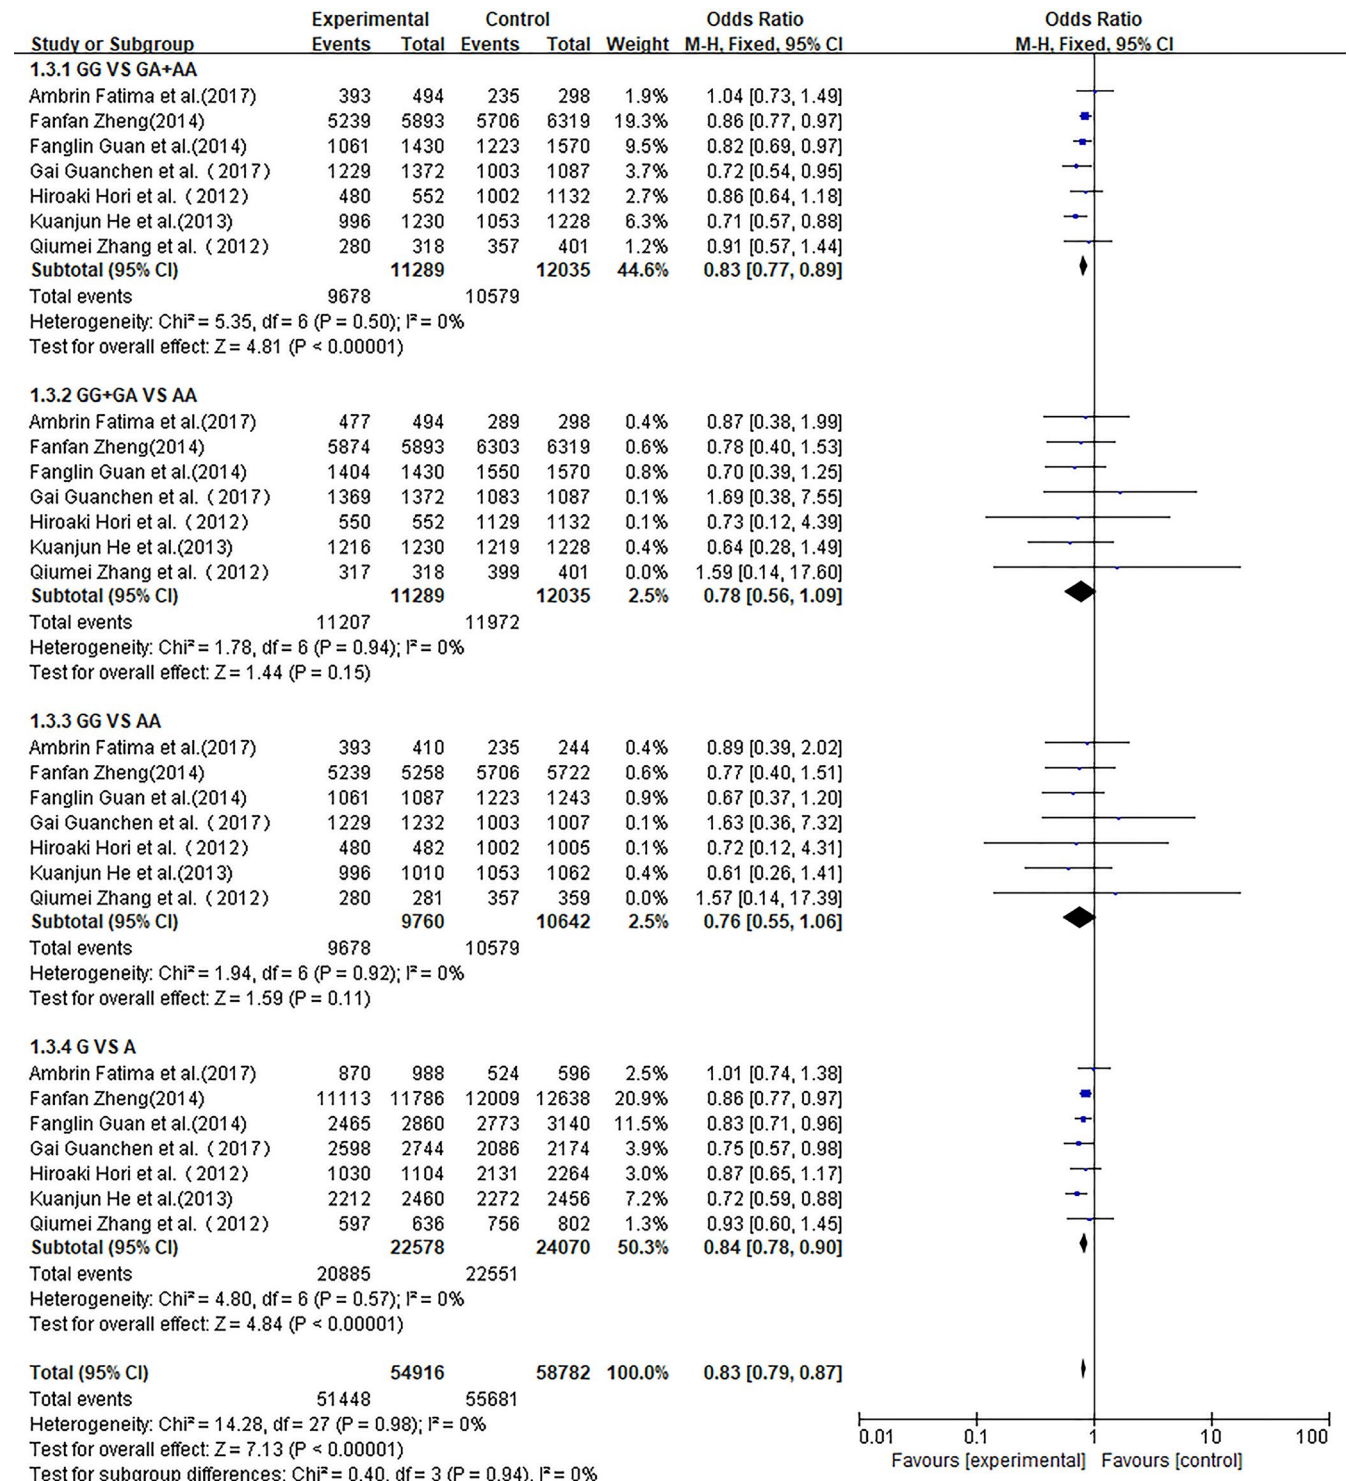 Experimental Control Odds Ratio Odds Ratio
Study or Subgroup Events Total Events Total Weight M-H, Fixed, 95% CI M-H, Fixed, 95% CI
1.3.1 GG VS GA+AA
Ambrin Fatima et al.(2017) 393 494 235 298 1.9% 1.04 [0.73, 1.49]
Fanfan Zheng(2014) 5239 5893 5706 6319 19.3% 0.86 [0.77, 0.97]
Fanglin Guan et al.(2014) 1061 1430 1223 1570 9.5% 0.82 [0.69, 0.97]
Gai Guanchen et al. (2017) 1229 1372 1003 1087 3.7% 0.72 [0.54, 0.95]
Hiroaki Hori et al. (2012) 480 552 1002 1132 2.7% 0.86 [0.64, 1.18]
Kuanjun He et al.(2013) 996 1230 1053 1228 6.3% 0.71 [0.57, 0.88]
Qiumei Zhang et al. (2012) 280 318 357 401 1.2% 0.91 [0.57, 1.44]
Subtotal (95% CI) 11289 12035 44.6% 0.83 [0.77, 0.89]
Total events 9678 10579
Heterogeneity: Chi² = 5.35, df = 6 (P = 0.50); I² = 0%
Test for overall effect: Z = 4.81 (P < 0.00001)
1.3.2 GG+GA VS AA
Ambrin Fatima et al.(2017) 477 494 289 298 0.4% 0.87 [0.38, 1.99]
Fanfan Zheng(2014) 5874 5893 6303 6319 0.6% 0.78 [0.40, 1.53]
Fanglin Guan et al.(2014) 1404 1430 1550 1570 0.8% 0.70 [0.39, 1.25]
Gai Guanchen et al. (2017) 1369 1372 1083 1087 0.1% 1.69 [0.38, 7.55]
Hiroaki Hori et al. (2012) 550 552 1129 1132 0.1% 0.73 [0.12, 4.39]
Kuanjun He et al.(2013) 1216 1230 1219 1228 0.4% 0.64 [0.28, 1.49]
Qiumei Zhang et al. (2012) 317 318 399 401 0.0% 1.59 [0.14, 17.60]
Subtotal (95% CI) 11289 12035 2.5% 0.78 [0.56, 1.09]
Total events 11207 11972
Heterogeneity: Chi² = 1.78, df = 6 (P = 0.94); I² = 0%
Test for overall effect: Z = 1.44 (P = 0.15)
1.3.3 GG VS AA
Ambrin Fatima et al.(2017) 393 410 235 244 0.4% 0.89 [0.39, 2.02]
Fanfan Zheng(2014) 5239 5258 5706 5722 0.6% 0.77 [0.40, 1.51]
Fanglin Guan et al.(2014) 1061 1087 1223 1243 0.9% 0.67 [0.37, 1.20]
Gai Guanchen et al. (2017) 1229 1232 1003 1007 0.1% 1.63 [0.36, 7.32]
Hiroaki Hori et al. (2012) 480 482 1002 1005 0.1% 0.72 [0.12, 4.31]
Kuanjun He et al.(2013) 996 1010 1053 1062 0.4% 0.61 [0.26, 1.41]
Qiumei Zhang et al. (2012) 280 281 357 359 0.0% 1.57 [0.14, 17.39]
Subtotal (95% CI) 9760 10642 2.5% 0.76 [0.55, 1.06]
Total events 9678 10579
Heterogeneity: Chi² = 1.94, df = 6 (P = 0.92); I² = 0%
Test for overall effect: Z = 1.59 (P = 0.11)
1.3.4 G VS A
Ambrin Fatima et al.(2017) 870 988 524 596 2.5% 1.01 [0.74, 1.38]
Fanfan Zheng(2014) 11113 11786 12009 12638 20.9% 0.86 [0.77, 0.97]
Fanglin Guan et al.(2014) 2465 2860 2773 3140 11.5% 0.83 [0.71, 0.96]
Gai Guanchen et al. (2017) 2598 2744 2086 2174 3.9% 0.75 [0.57, 0.98]
Hiroaki Hori et al. (2012) 1030 1104 2131 2264 3.0% 0.87 [0.65, 1.17]
Kuanjun He et al.(2013) 2212 2460 2272 2456 7.2% 0.72 [0.59, 0.88]
Qiumei Zhang et al. (2012) 597 636 756 802 1.3% 0.93 [0.60, 1.45]
Subtotal (95% CI) 22578 24070 50.3% 0.84 [0.78, 0.90]
Total events 20885 22551
Heterogeneity: Chi² = 4.80, df = 6 (P = 0.57); I² = 0%
Test for overall effect: Z = 4.84 (P < 0.00001)
Total (95% CI) 54916 58782 100.0% 0.83 [0.79, 0.87]
Total events 51448 55681
Heterogeneity: Chi² = 14.28, df = 27 (P = 0.98); I² = 0%
Test for overall effect: Z = 7.13 (P < 0.00001)
Test for subgroup differences: Chi² = 0.40, df = 3 (P = 0.94), I² = 0%
0.01 0.1 1 10 100
Favours [experimental] Favours [control]